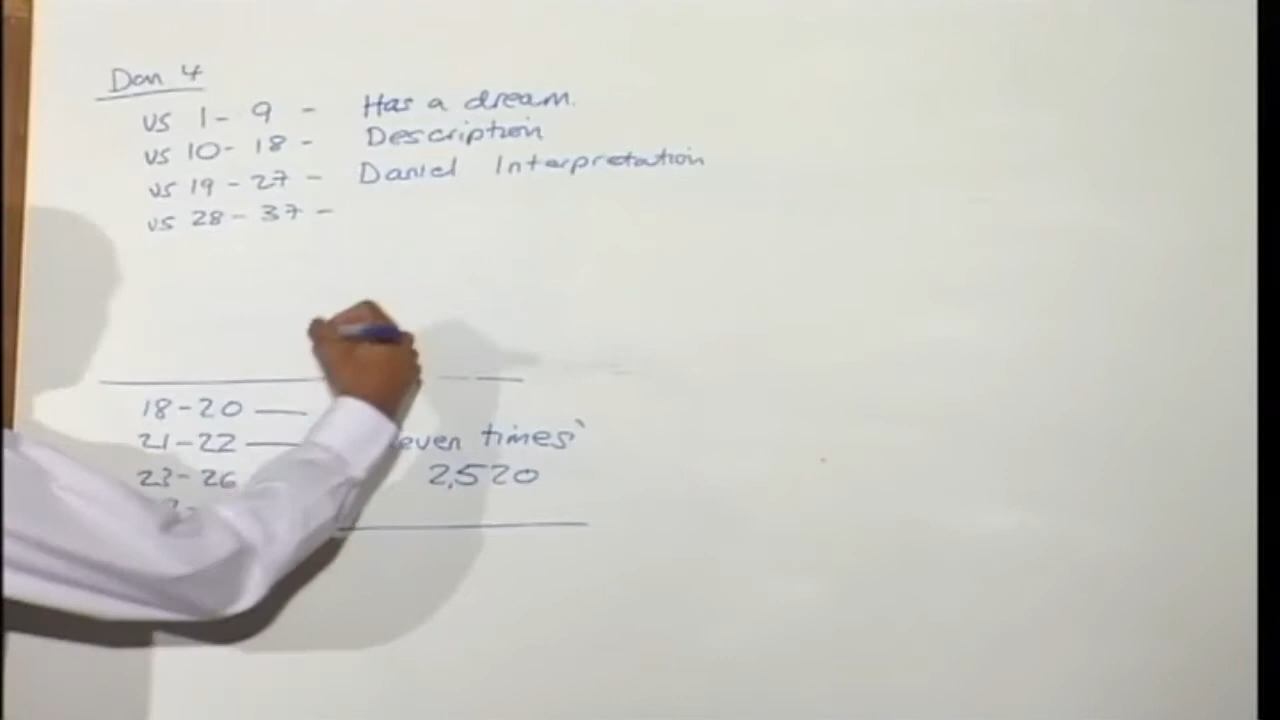 Dan 4
vs 1-9 - Has a dream.
vs 10-18 - Description
vs 19-27 - Daniel Interpretation
vs 28-37 -
18-20 —
21-22 — even times'
23-26 2,520